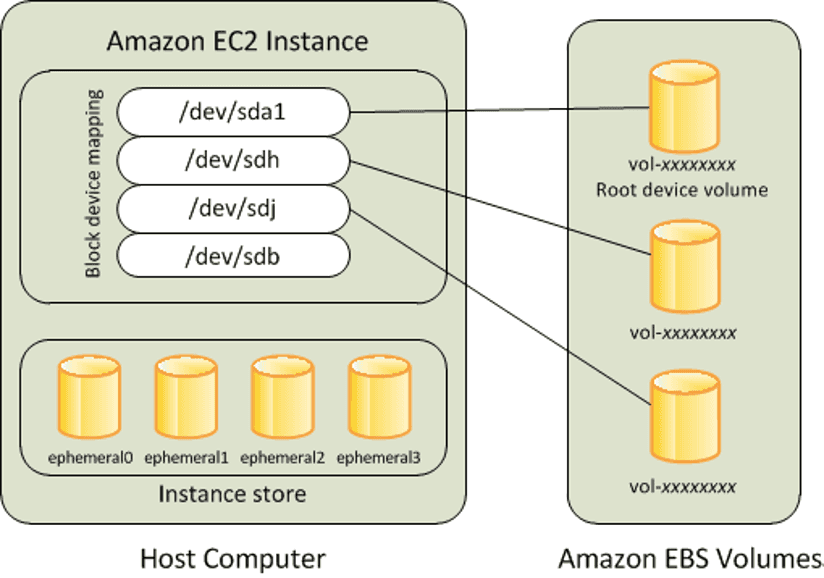 Amazon EC2 Instance
Block device mapping
/dev/sda1
/dev/sdh
/dev/sdj
/dev/sdb
ephemeral0 ephemeral1 ephemeral2 ephemeral3
Instance store
Host Computer
vol-xxxxxxxx
Root device volume
vol-xxxxxxxx
vol-xxxxxxxx
Amazon EBS Volumes